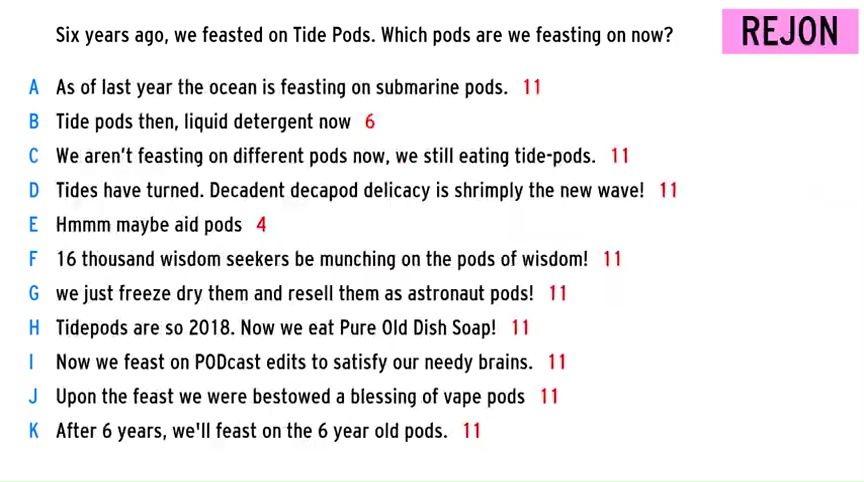 Six years ago, we feasted on Tide Pods. Which pods are we feasting on now?
REJON
A As of last year the ocean is feasting on submarine pods. 11
B Tide pods then, liquid detergent now 6
C We aren't feasting on different pods now, we still eating tide-pods. 11
D Tides have turned. Decadent decapod delicacy is shrimply the new wave! 11
E Hmmm maybe aid pods 4
F 16 thousand wisdom seekers be munching on the pods of wisdom! 11
G we just freeze dry them and resell them as astronaut pods! 11
H Tidepods are so 2018. Now we eat Pure Old Dish Soap! 11
I Now we feast on PODcast edits to satisfy our needy brains. 11
J Upon the feast we were bestowed a blessing of vape pods 11
K After 6 years, we'll feast on the 6 year old pods. 11